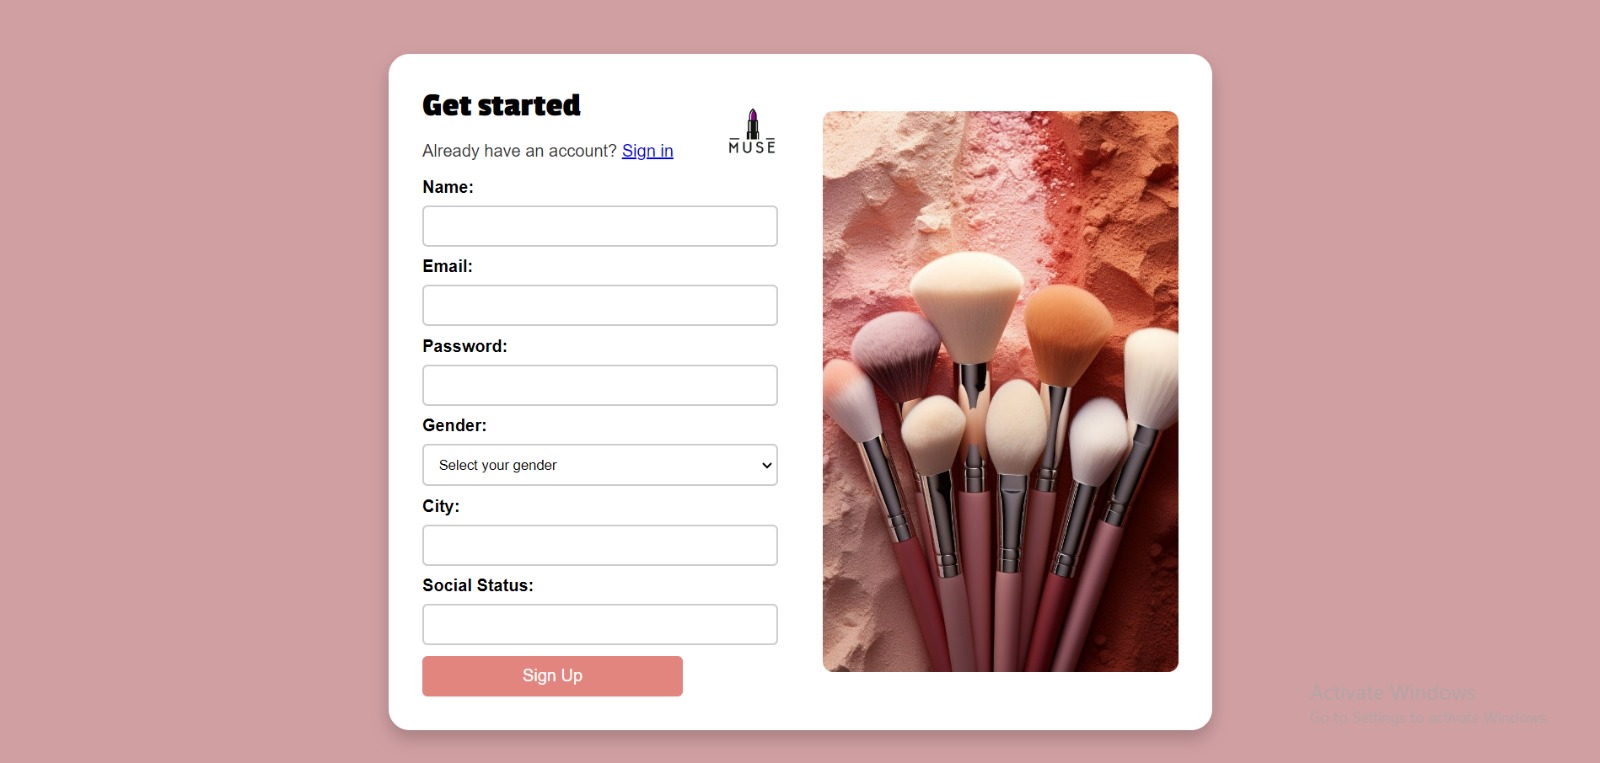 Get started
MUSE
Already have an account? Sign in
Name:
Email:
Password:
Gender:
Select your gender
City:
Social Status:
Sign Up
Activate Windows
Go to Settings to activate Windows.